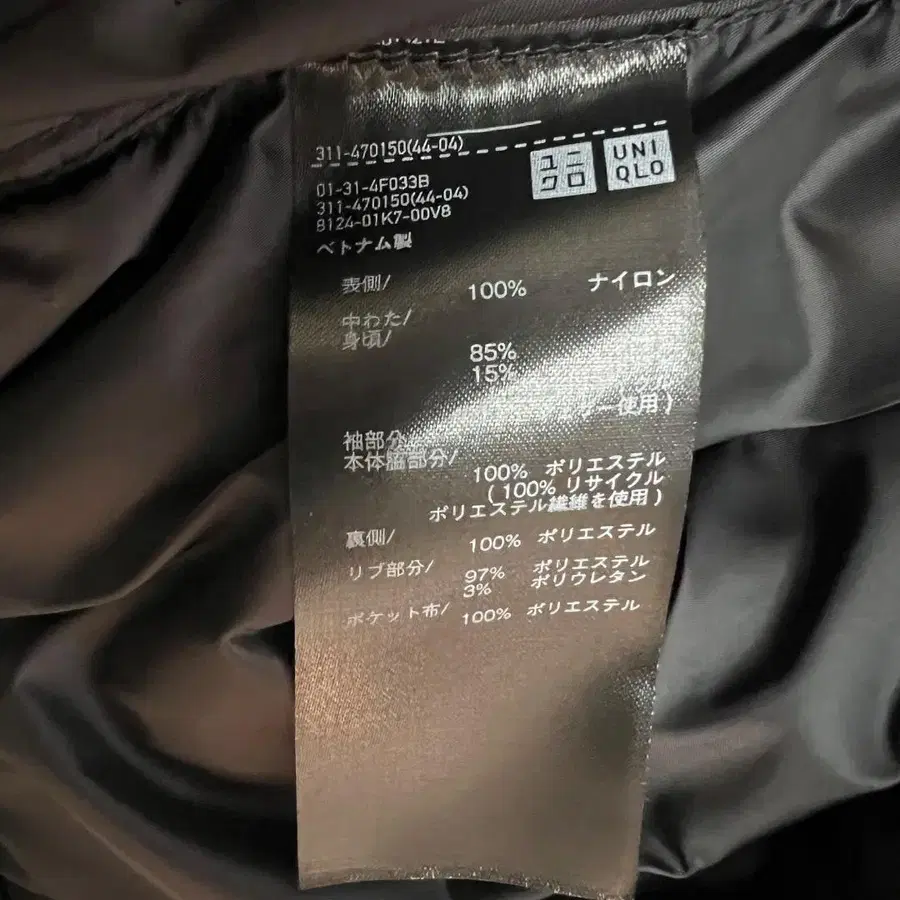 311-470150(44-04)
ユニ
クロ
UNI
QLO
01-31-4F033B
311-470150(44-04)
8124-01K7-00V8
ベトナム製
表側/ 100% ナイロン
中わた/
身頃/ 85%
15%
使用)
袖部分
本体脇部分/ 100% ポリエステル
(100% リサイクル
ポリエステル繊維を使用)
裏側/ 100% ポリエステル
リブ部分/ 97% ポリエステル
3% ポリウレタン
ポケット布/ 100% ポリエステル